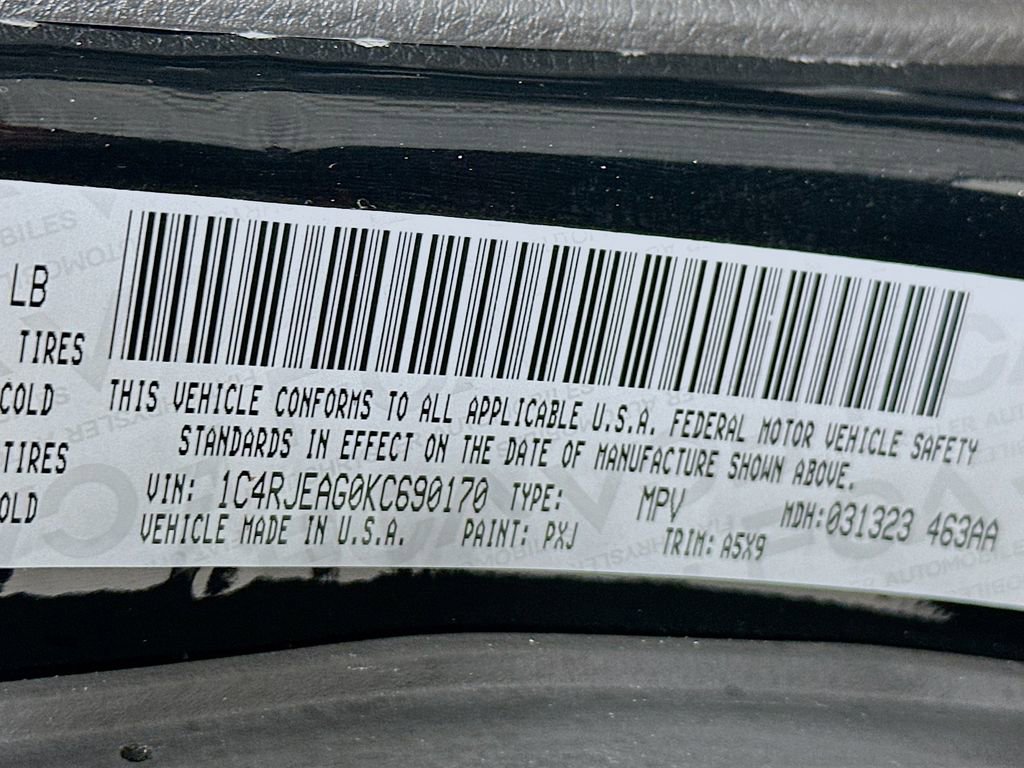 LB
TIRES
COLD
TIRES
OLD
THIS VEHICLE CONFORMS TO ALL APPLICABLE U.S.A. FEDERAL MOTOR VEHICLE SAFETY
STANDARDS IN EFFECT ON THE DATE OF MANUFACTURE SHOWN ABOVE.
VIN: 1C4RJEAG0KC690170 TYPE: MPV MDH:031323 463AA
VEHICLE MADE IN U.S.A. PAINT: PXJ TRIM: A5X9